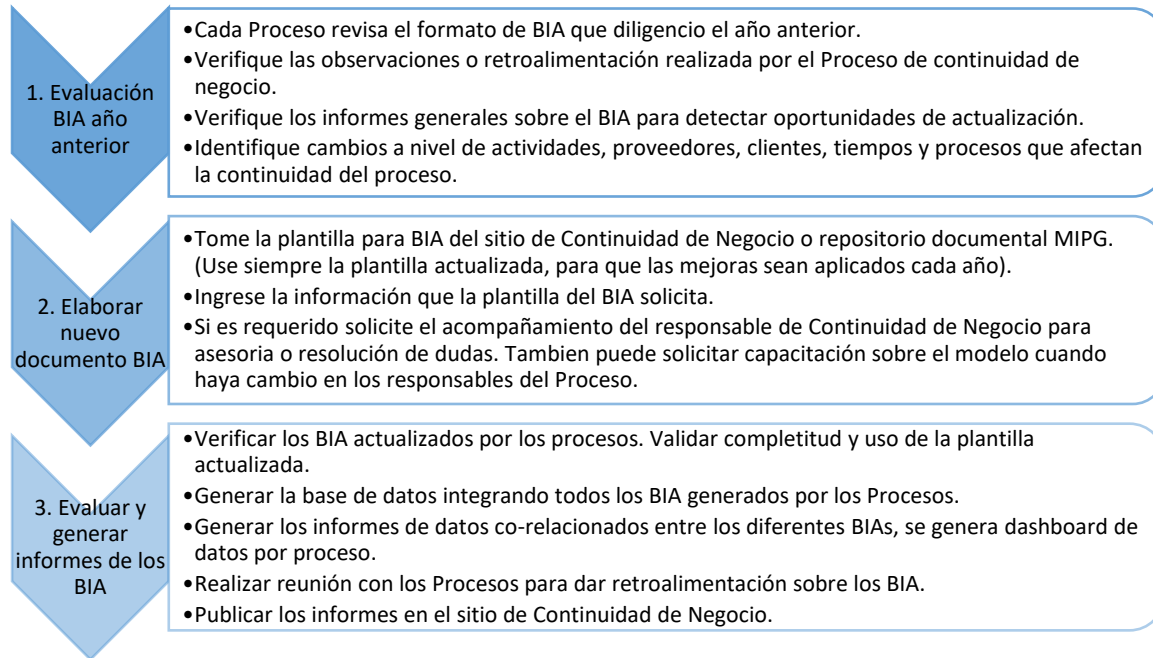 1. Evaluación
BIA año
anterior
•Cada Proceso revisa el formato de BIA que diligencio el año anterior.
•Verifique las observaciones o retroalimentación realizada por el Proceso de continuidad de
negocio.
•Verifique los informes generales sobre el BIA para detectar oportunidades de actualización.
•Identifique cambios a nivel de actividades, proveedores, clientes, tiempos y procesos que afectan
la continuidad del proceso.
2. Elaborar
nuevo
documento BIA
•Tome la plantilla para BIA del sitio de Continuidad de Negocio o repositorio documental MIPG.
(Use siempre la plantilla actualizada, para que las mejoras sean aplicados cada año).
•Ingrese la información que la plantilla del BIA solicita.
•Si es requerido solicite el acompañamiento del responsable de Continuidad de Negocio para
asesoria o resolución de dudas. Tambien puede solicitar capacitación sobre el modelo cuando
haya cambio en los responsables del Proceso.
3. Evaluar y
generar
informes de los
BIA
•Verificar los BIA actualizados por los procesos. Validar completitud y uso de la plantilla
actualizada.
•Generar la base de datos integrando todos los BIA generados por los Procesos.
•Generar los informes de datos co-relacionados entre los diferentes BIAs, se genera dashboard de
datos por proceso.
•Realizar reunión con los Procesos para dar retroalimentación sobre los BIA.
•Publicar los informes en el sitio de Continuidad de Negocio.